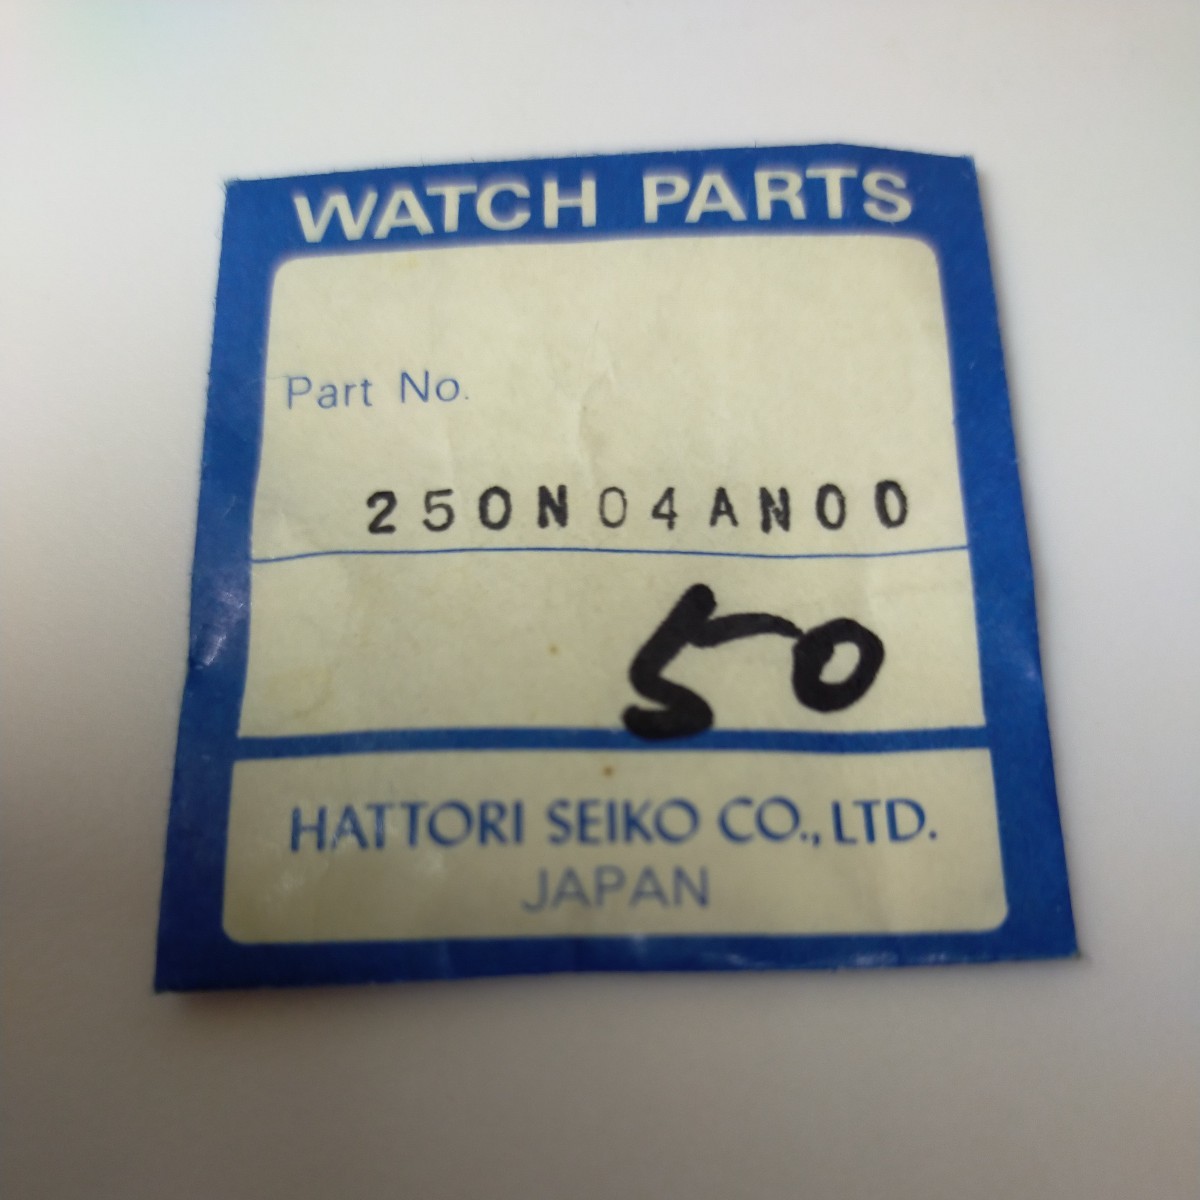 WATCH PARTS
Part No.
250N04AN00
50
HATTORI SEIKO CO., LTD.
JAPAN